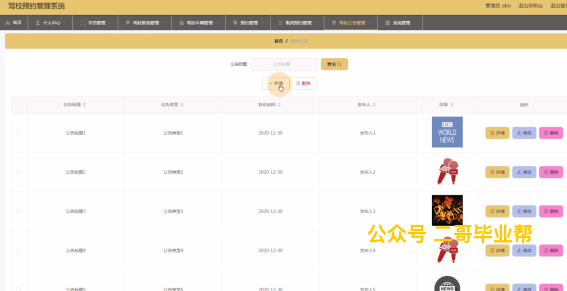 驾校预约管理系统
管理员 abo 退出到前台 退出登
首页 个人中心 学员管理 驾校教练管理 驾校车辆管理 预约管理 取消预约管理 驾校公告管理 系统管理
首页 /
公告标题 公告标题 查询
+ 新增 删除
公告标题 公告类型 发布时间 发布人 封面 操作
公告标题1 公告类型1 2020-12-30 发布人1 BBC WORLD NEWS 详情 修改 删除
公告标题2 公告类型2 2020-12-30 发布人2 详情 修改 删除
公告标题3 公告类型3 2020-12-30 发布人3 详情 修改 删除
公众号 二哥毕业帮
公告标题4 公告类型4 2020-12-30 发布人4 详情 修改 删除
公告标题5 公告类型5 2020-12-30 发布人5 NEWS 详情 修改 删除